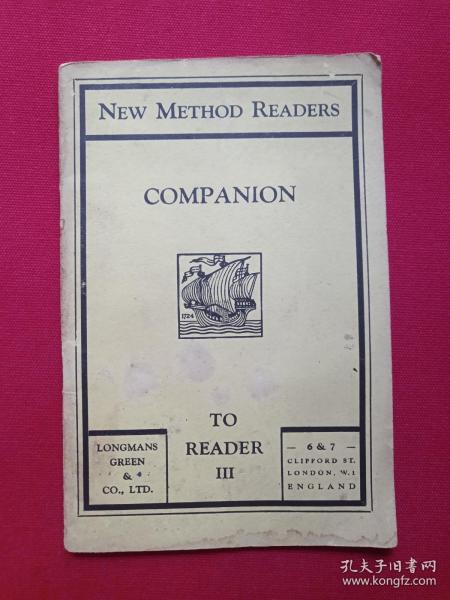 NEW METHOD READERS
COMPANION
1724
TO
READER
III
LONGMANS
GREEN
&
CO., LTD.
— 6 & 7 —
CLIFFORD ST.
LONDON, W.1
ENGLAND
孔夫子旧书网
www.kongfz.com